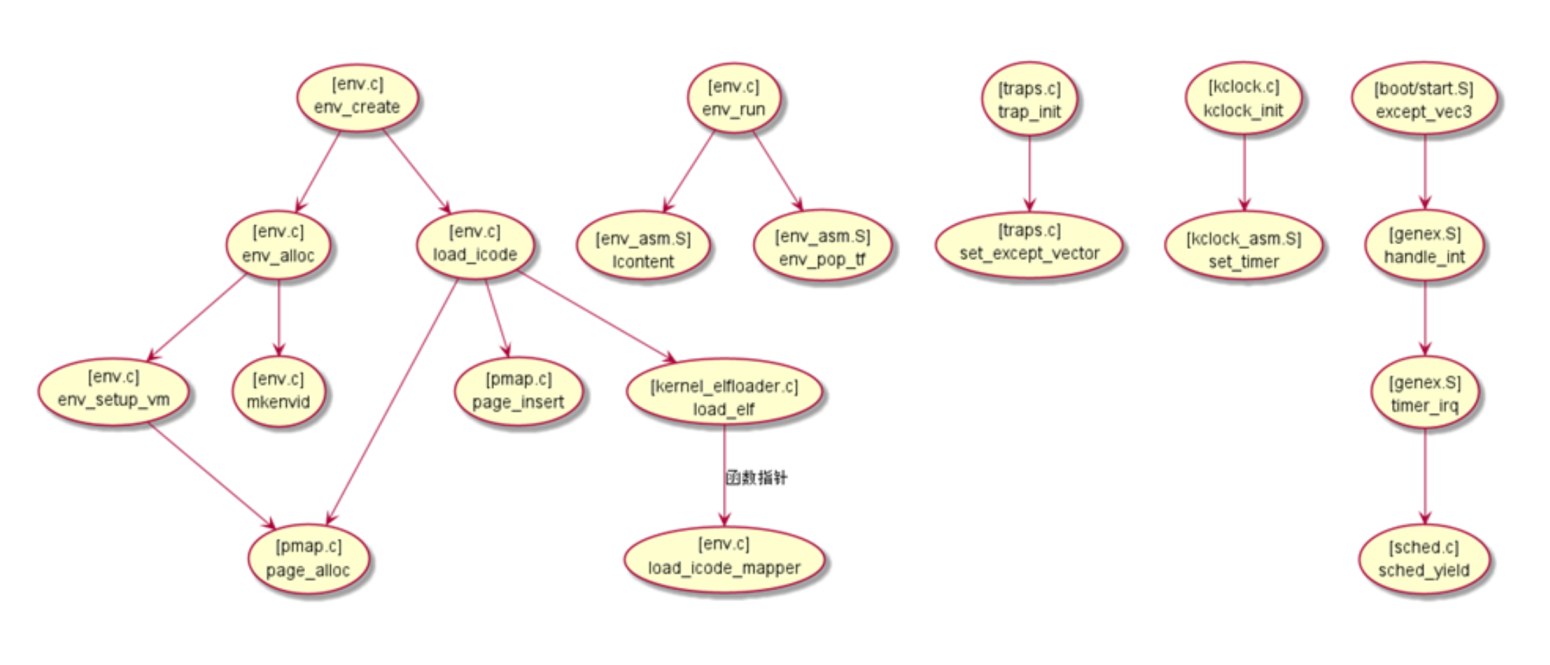 [env.c]
env_create
[env.c]
env_run
[traps.c]
trap_init
[kclock.c]
kclock_init
[boot/start.S]
except_vec3
[env.c]
env_alloc
[env.c]
load_icode
[env_asm.S]
lcontent
[env_asm.S]
env_pop_tf
[traps.c]
set_except_vector
[kclock_asm.S]
set_timer
[genex.S]
handle_int
[env.c]
env_setup_vm
[env.c]
mkenvid
[pmap.c]
page_insert
[kernel_elfloader.c]
load_elf
[genex.S]
timer_irq
函数指针
[pmap.c]
page_alloc
[env.c]
load_icode_mapper
[sched.c]
sched_yield